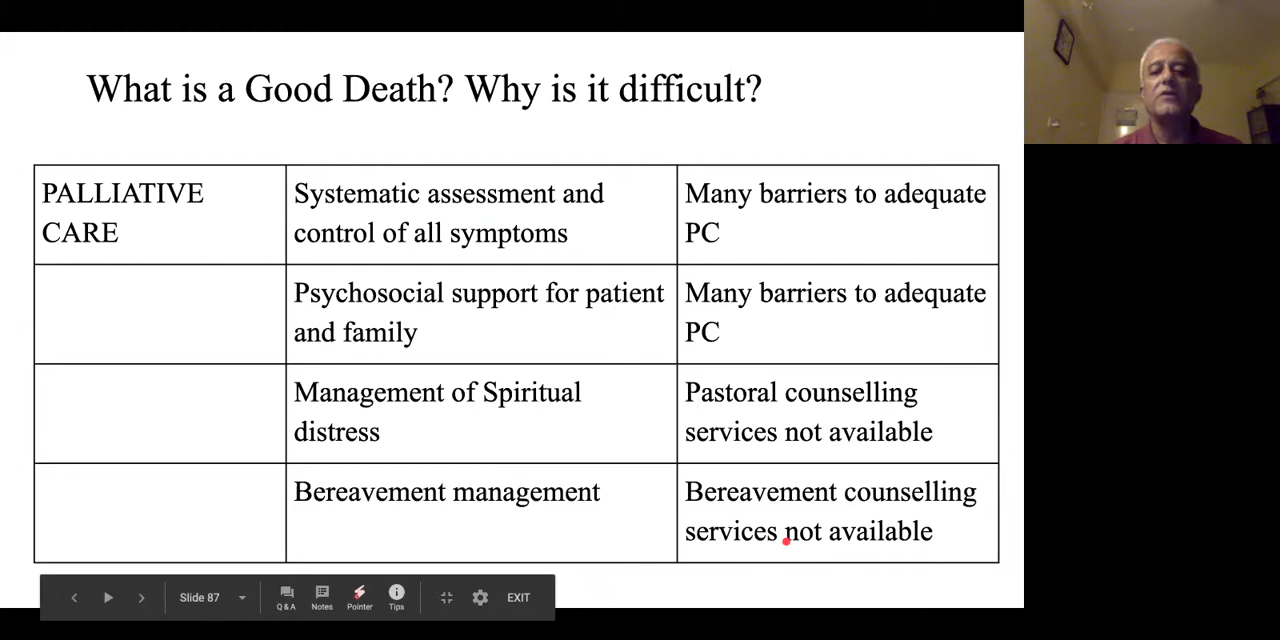 What is a Good Death? Why is it difficult?
PALLIATIVE
CARE
Systematic assessment and
control of all symptoms
Many barriers to adequate
PC
Psychosocial support for patient
and family
Many barriers to adequate
PC
Management of Spiritual
distress
Pastoral counselling
services not available
Bereavement management
Bereavement counselling
services not available
Slide 87
Q & A
Notes
Pointer
Tips
EXIT